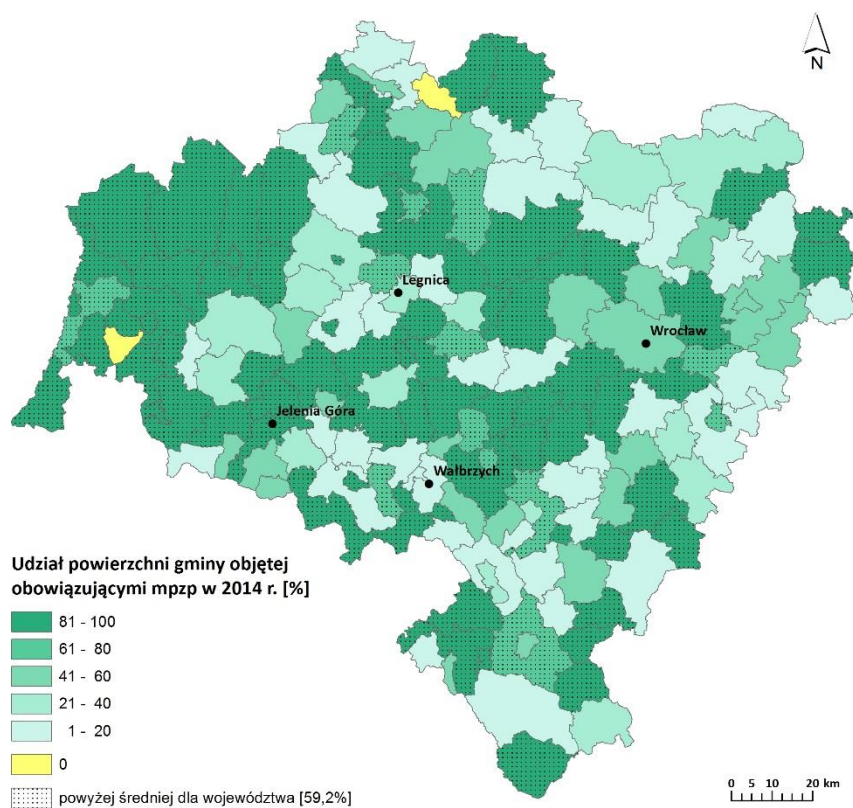 N
Legnica
Wrocław
Jelenia Góra
Wałbrzych
Udział powierzchni gminy objętej
obowiązującymi mpzp w 2014 r. [%]
81 - 100
61 - 80
41 - 60
21 - 40
1 - 20
0
powyżej średniej dla województwa [59,2%]
0 5 10 20 km